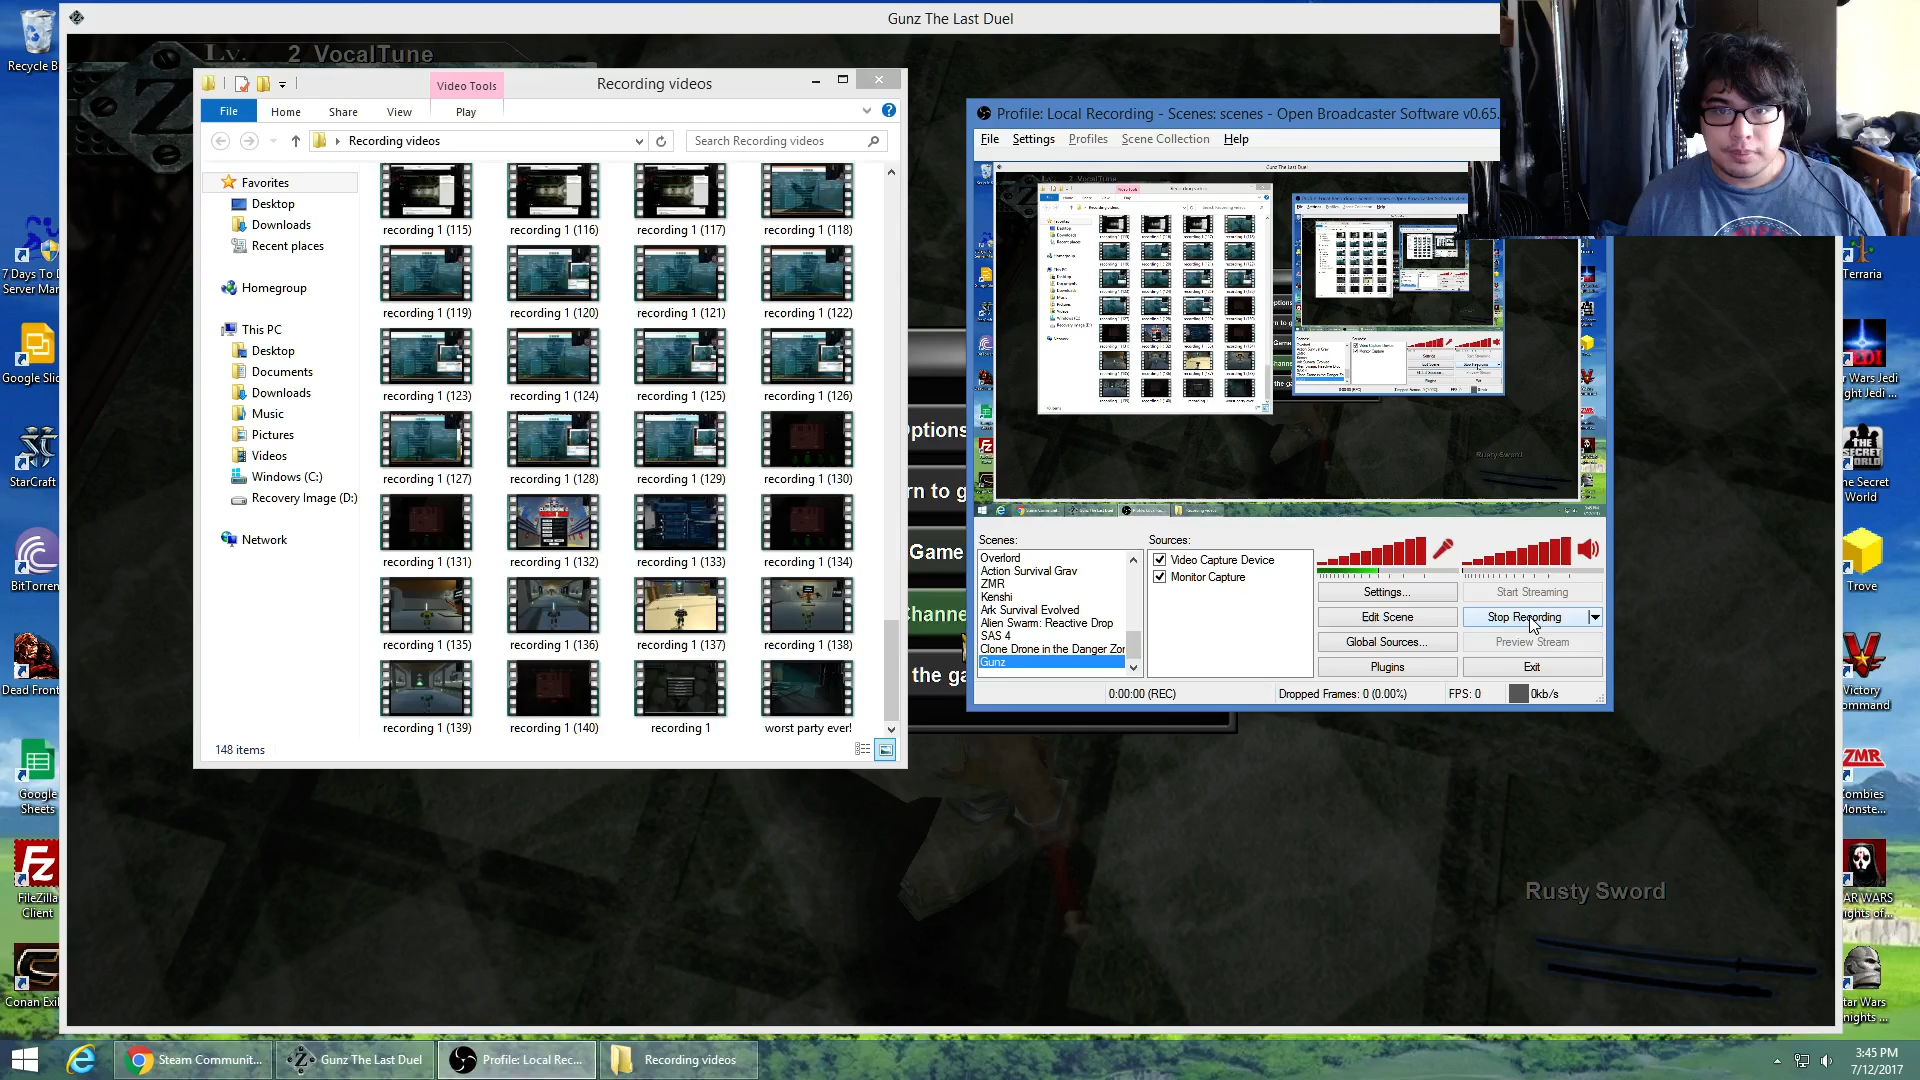 Gunz The Last Duel
Lv. 2 VocalTune
Recycle B
7 Days To D
Server Mar
Google Slid
StarCraft
BitTorren
Dead Front
Google
Sheets
FileZilla
Client
Conan Exil
Video Tools
Recording videos
File
Home
Share
View
Play
Recording videos
Search Recording videos
Favorites
Desktop
Downloads
Recent places
Homegroup
This PC
Desktop
Documents
Downloads
Music
Pictures
Videos
Windows (C:)
Recovery Image (D:)
Network
recording 1 (115)
recording 1 (116)
recording 1 (117)
recording 1 (118)
recording 1 (119)
recording 1 (120)
recording 1 (121)
recording 1 (122)
recording 1 (123)
recording 1 (124)
recording 1 (125)
recording 1 (126)
recording 1 (127)
recording 1 (128)
recording 1 (129)
recording 1 (130)
recording 1 (131)
recording 1 (132)
recording 1 (133)
recording 1 (134)
recording 1 (135)
recording 1 (136)
recording 1 (137)
recording 1 (138)
recording 1 (139)
recording 1 (140)
recording 1
worst party ever!
148 items
Options
rn to g
Game
Channe
the ga
Profile: Local Recording - Scenes: scenes - Open Broadcaster Software v0.65.
File
Settings
Profiles
Scene Collection
Help
Scenes:
Overlord
Action Survival Grav
ZMR
Kenshi
Ark Survival Evolved
Alien Swarm: Reactive Drop
SAS 4
Clone Drone in the Danger Zor
Gunz
Sources:
Video Capture Device
Monitor Capture
Settings...
Start Streaming
Edit Scene
Stop Recording
Global Sources...
Preview Stream
Plugins
Exit
0:00:00 (REC)
Dropped Frames: 0 (0.00%)
FPS: 0
0kb/s
Rusty Sword
Terraria
r Wars Jedi
ght Jedi ...
THE SECRET WORLD
he Secret
World
Trove
Victory
ommand
ZMR
Zombies
Monste...
AR WARS
ights of...
tar Wars
nights ...
Steam Communit...
Gunz The Last Duel
Profile: Local Rec...
Recording videos
3:45 PM
7/12/2017